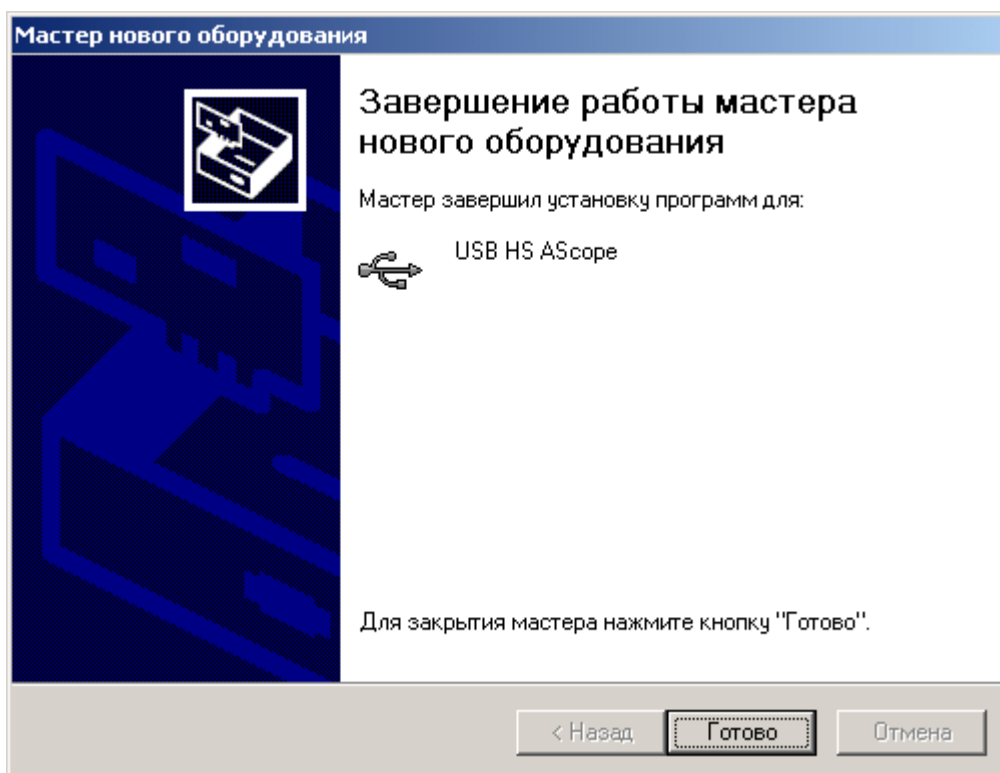 Мастер нового оборудования
Завершение работы мастера
нового оборудования
Мастер завершил установку программ для:
USB HS AScope
Для закрытия мастера нажмите кнопку "Готово".
< Назад
Готово
Отмена